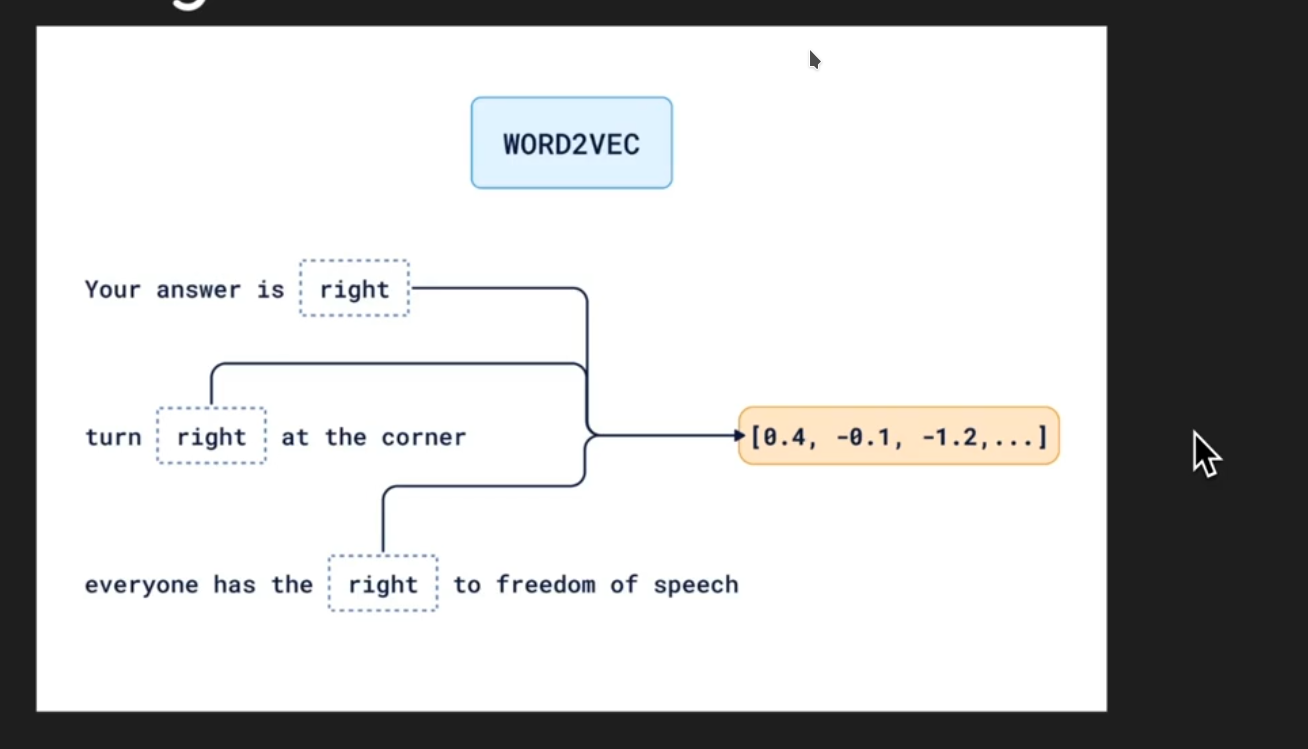 WORD2VEC
Your answer is right
turn right at the corner
[0.4, -0.1, -1.2,...]
everyone has the right to freedom of speech